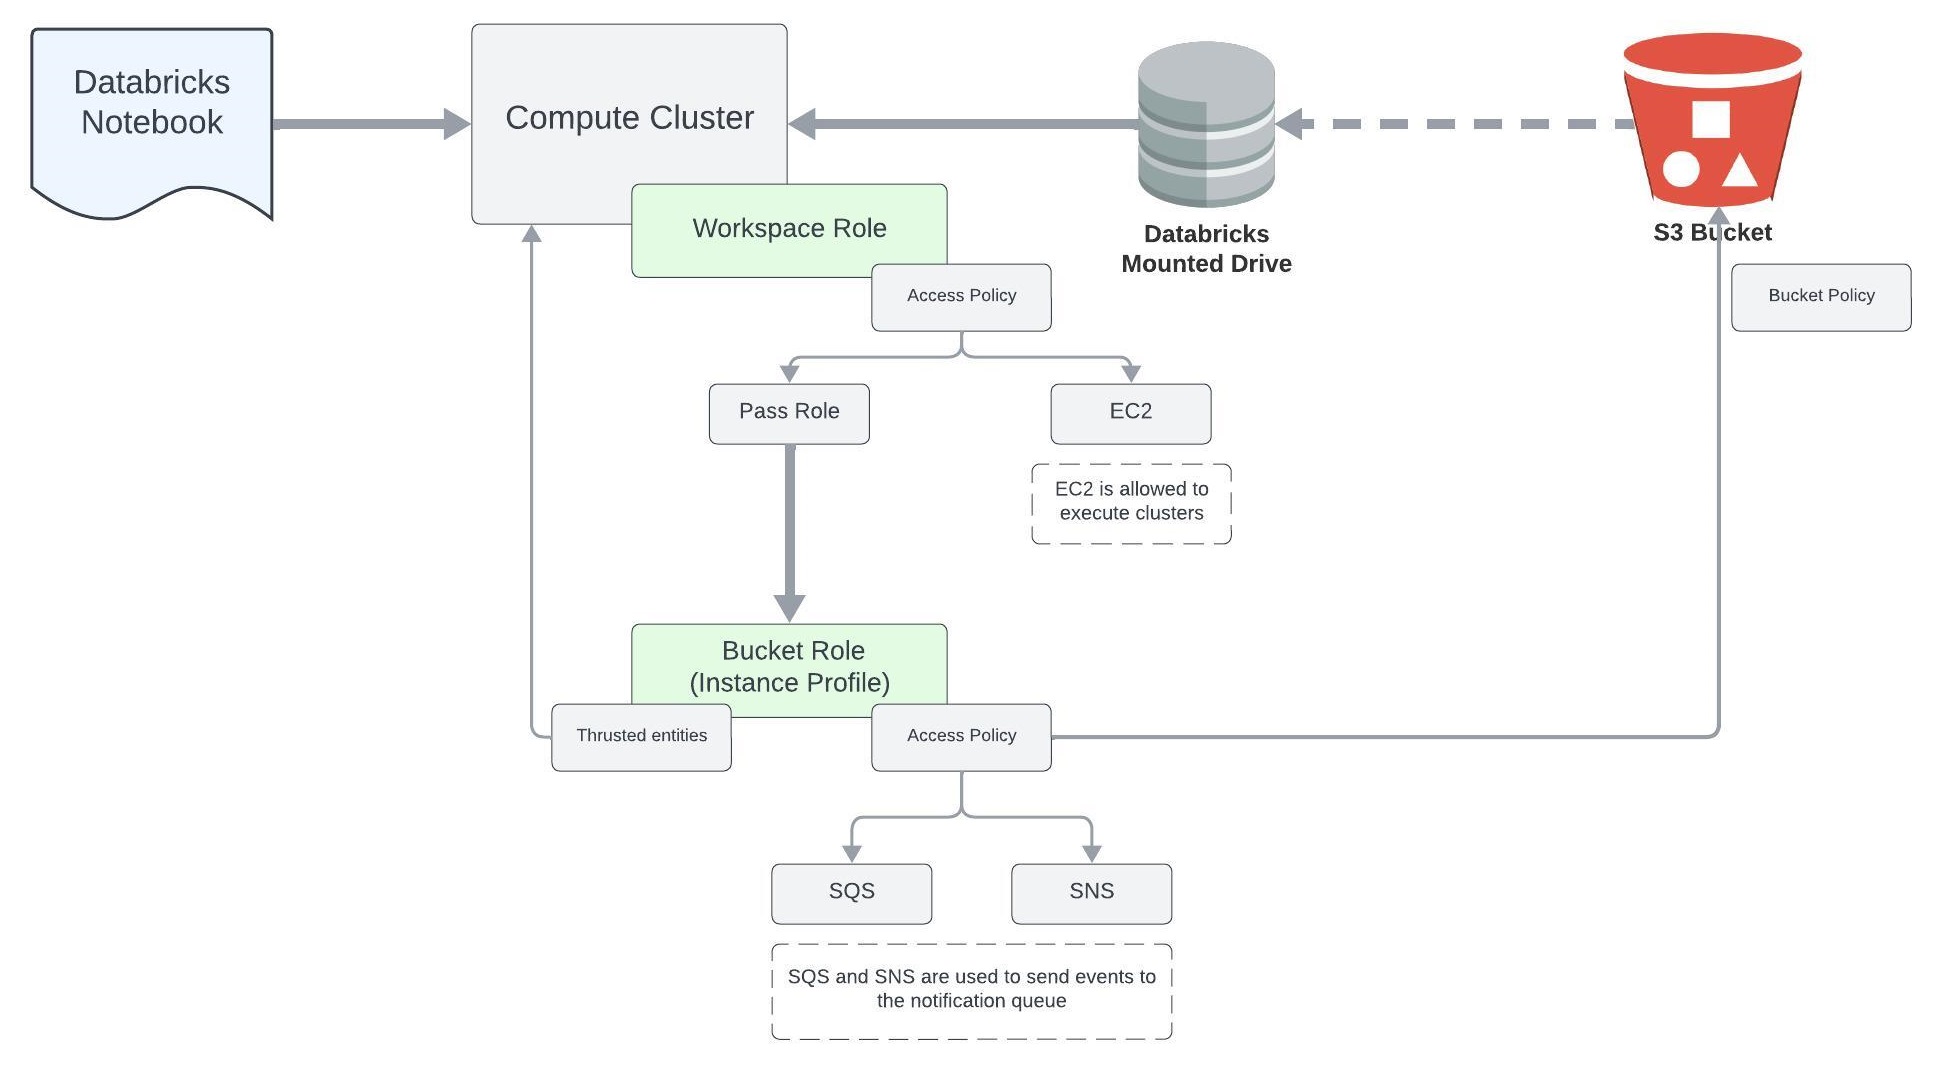 Databricks
Notebook
Compute Cluster
Workspace Role
Databricks
Mounted Drive
S3 Bucket
Access Policy
Bucket Policy
Pass Role
EC2
EC2 is allowed to
execute clusters
Bucket Role
(Instance Profile)
Thrusted entities
Access Policy
SQS
SNS
SQS and SNS are used to send events to
the notification queue